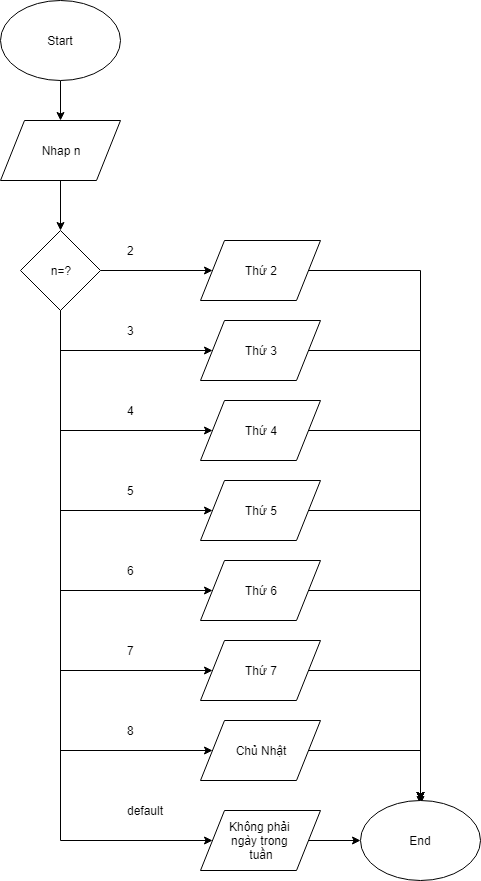 Start
Nhap n
n=?
2
Thứ 2
3
Thứ 3
4
Thứ 4
5
Thứ 5
6
Thứ 6
7
Thứ 7
8
Chủ Nhật
default
Không phải
ngày trong
tuần
End